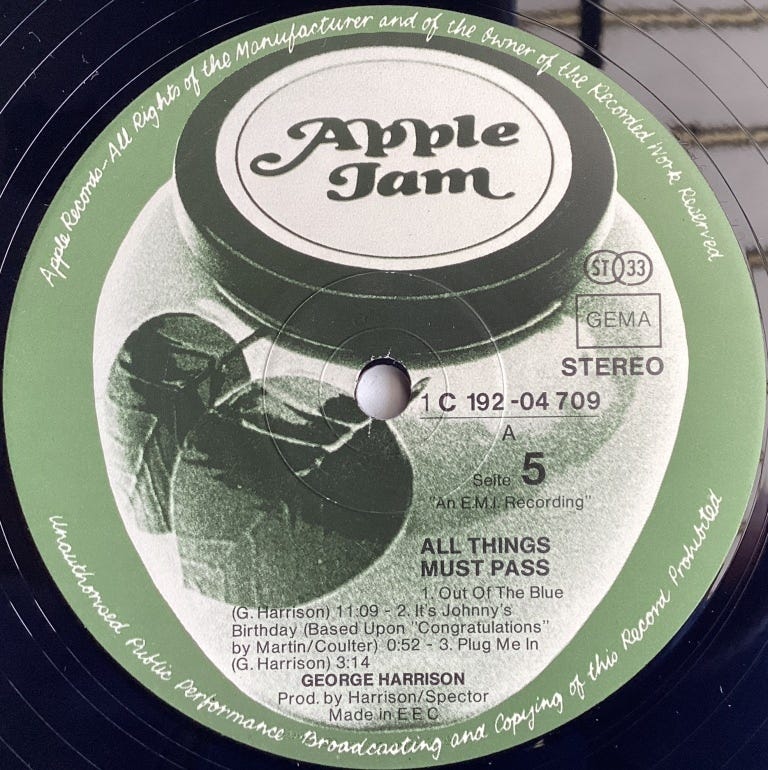 Apple Records-All Rights of the Manufacturer and of the Owner of the Recorded Work Reserved
Apple
Jam
ST 33
GEMA
STEREO
1 C 192-04 709
A
Seite 5
"An E.M.I. Recording"
ALL THINGS
MUST PASS
1. Out Of The Blue
(G. Harrison) 11:09 - 2. It's Johnny's
Birthday (Based Upon "Congratulations"
by Martin/Coulter) 0:52 - 3. Plug Me In
(G. Harrison) 3:14
GEORGE HARRISON
Prod. by Harrison/Spector
Made in EEC
Unauthorised Public Performance Broadcasting and Copying of this Record Prohibited